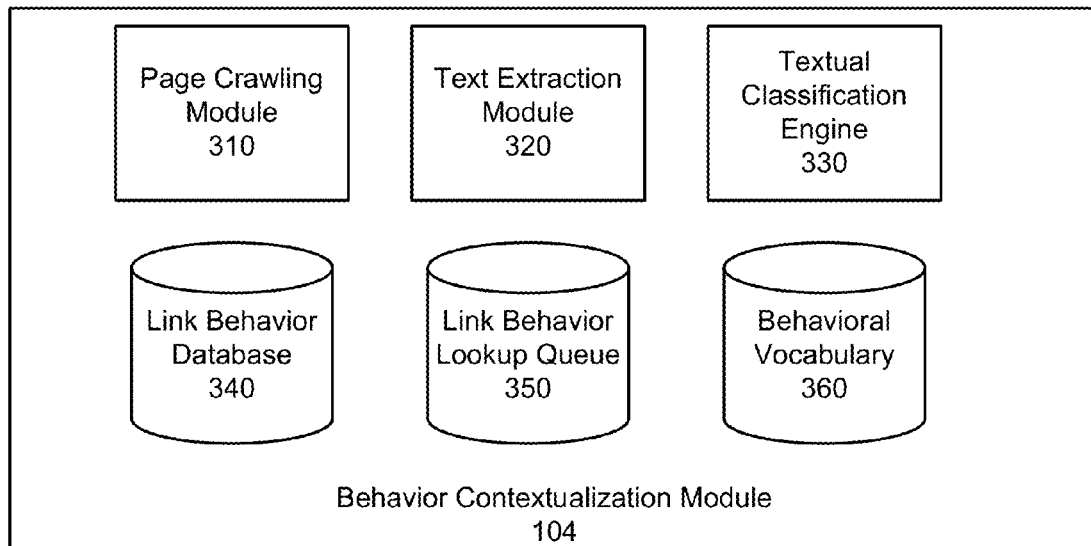 Page Crawling
Module
310
Text Extraction
Module
320
Textual
Classification
Engine
330
Link Behavior
Database
340
Link Behavior
Lookup Queue
350
Behavioral
Vocabulary
360
Behavior Contextualization Module
104